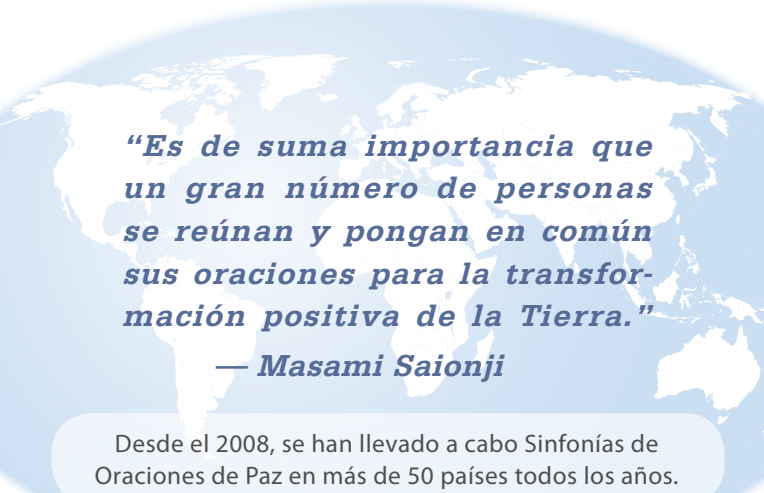 “Es de suma importancia que
un gran número de personas
se reúnan y pongan en común
sus oraciones para la transfor-
mación positiva de la Tierra.”
— Masami Saionji
Desde el 2008, se han llevado a cabo Sinfonías de
Oraciones de Paz en más de 50 países todos los años.